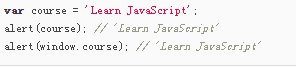 var course = 'Learn JavaScript';
alert(course); // 'Learn JavaScript'
alert(window.course); // 'Learn JavaScript'